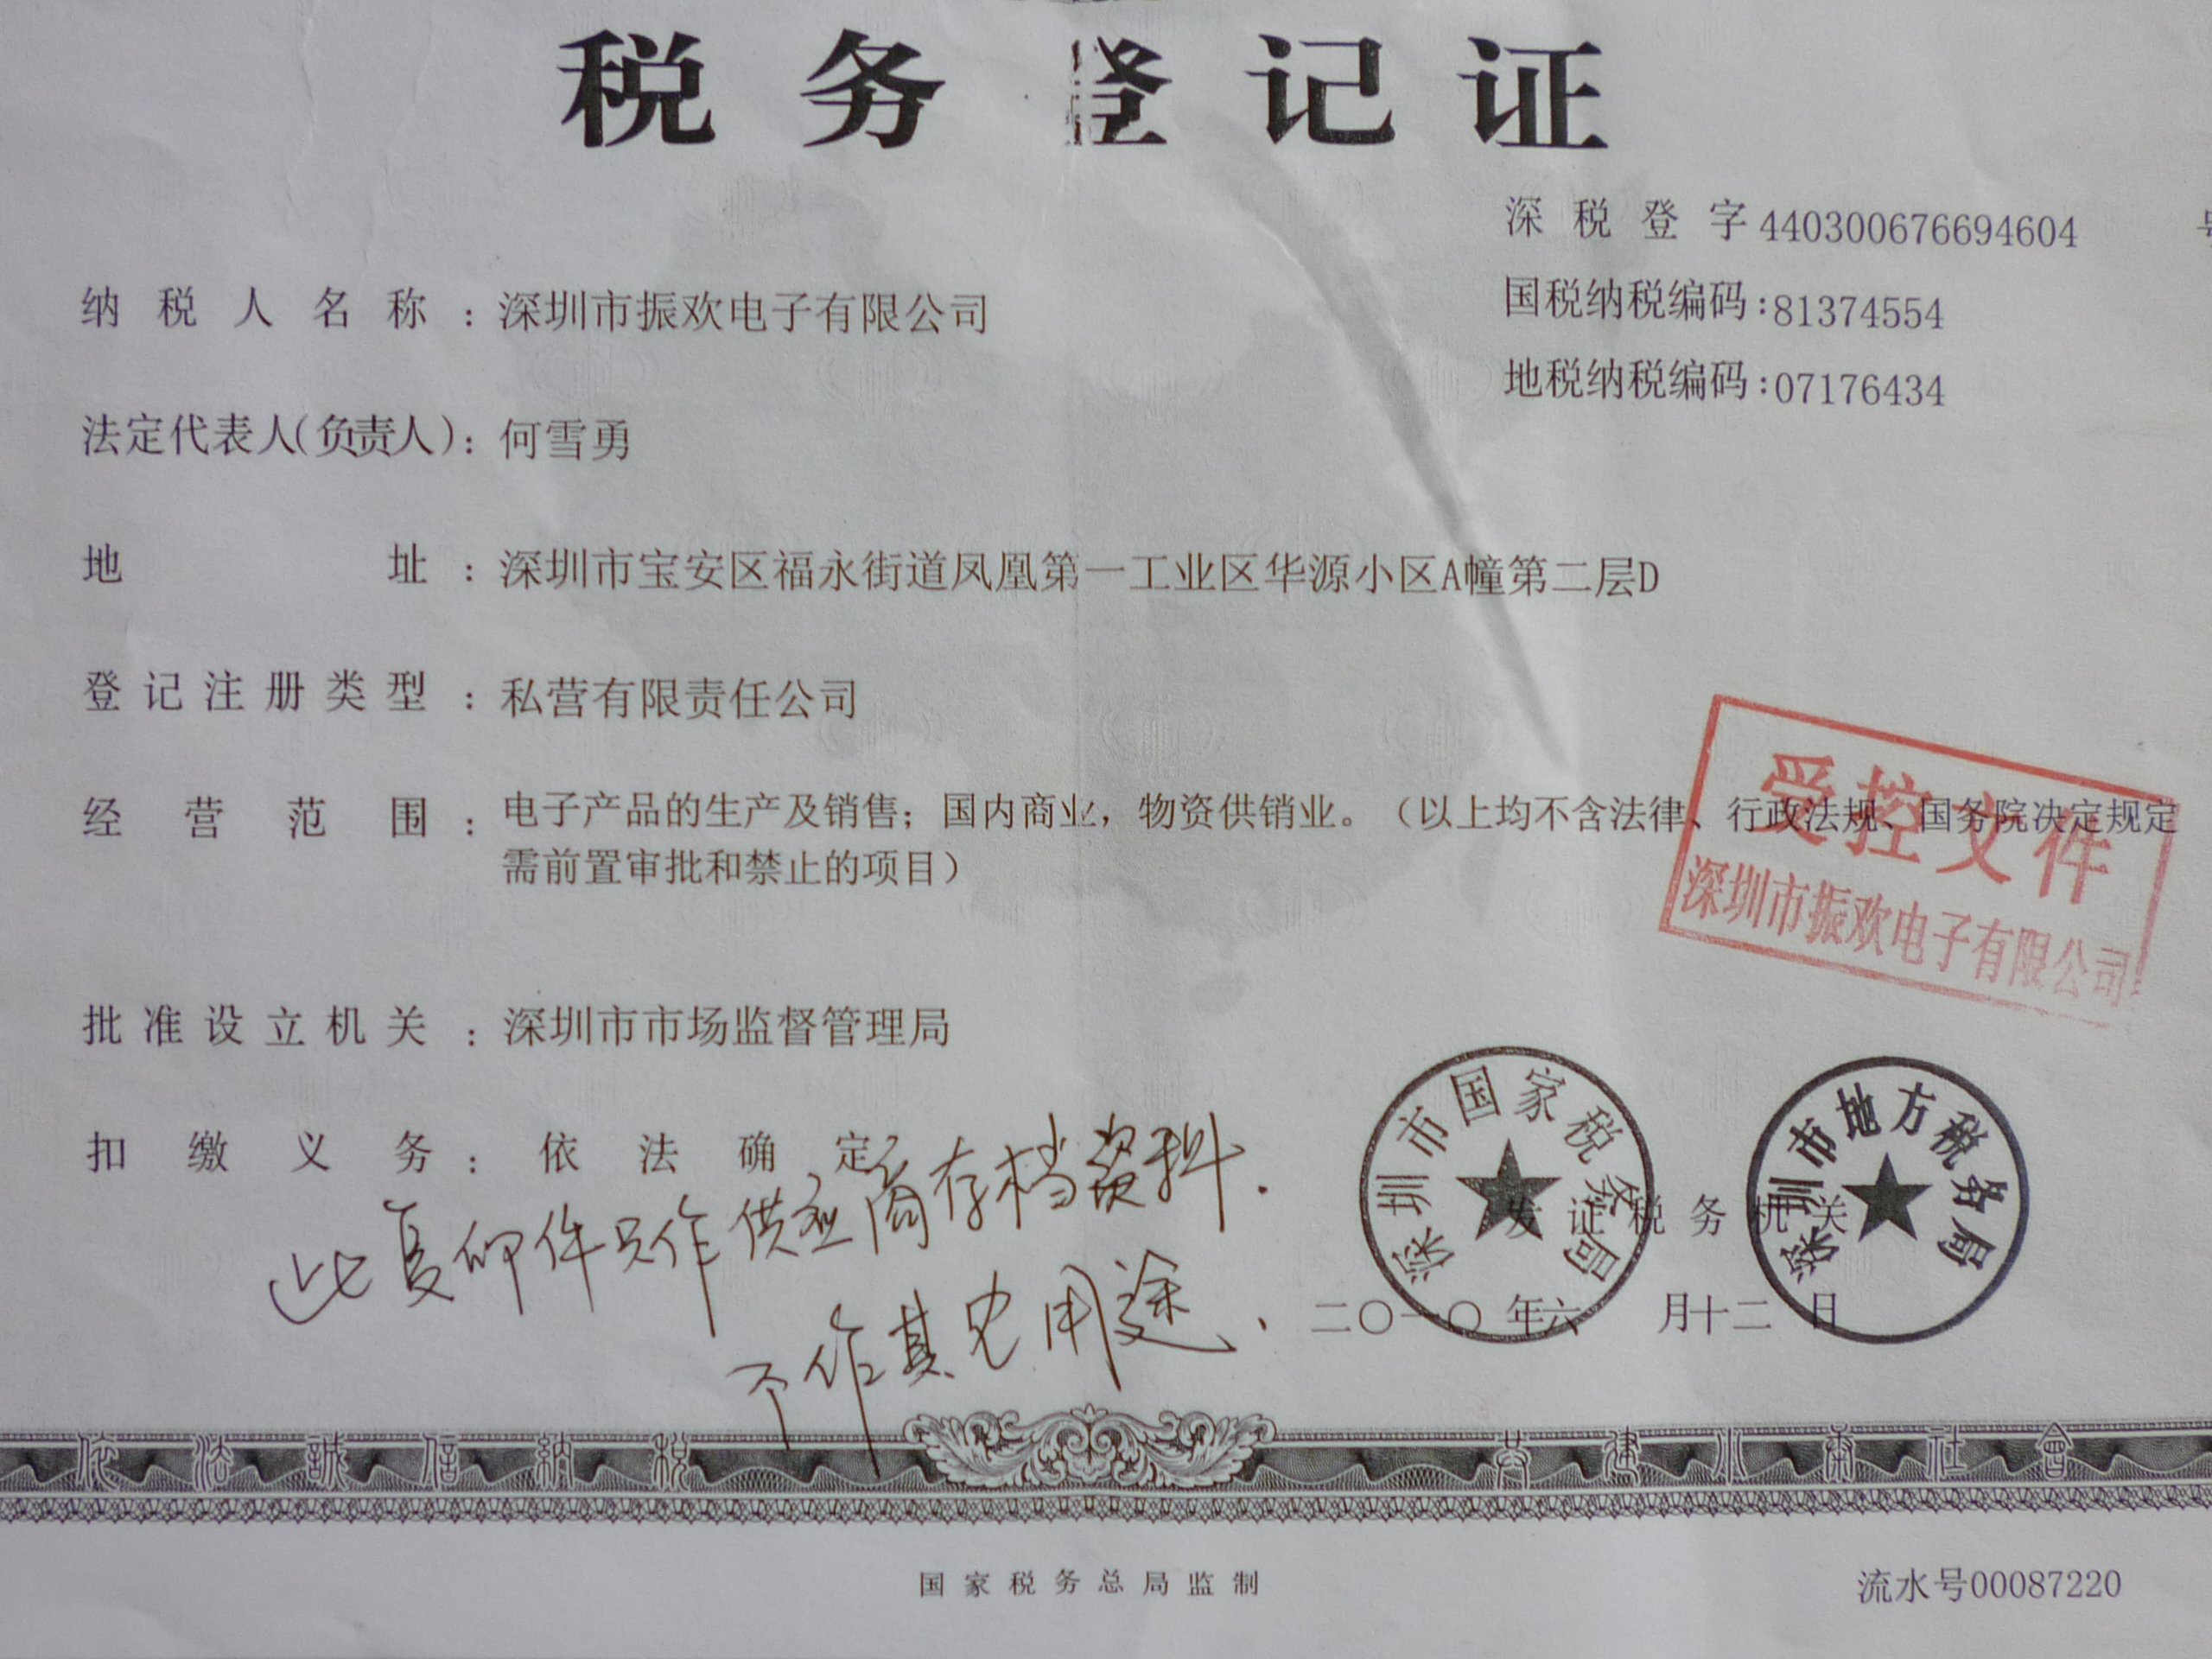 税务登记证
深税登字440300676694604 号
国税纳税编码:81374554
地税纳税编码:07176434
纳税人名称:深圳市振欢电子有限公司
法定代表人(负责人):何雪勇
地址:深圳市宝安区福永街道凤凰第一工业区华源小区A幢第二层D
登记注册类型:私营有限责任公司
经营范围:电子产品的生产及销售；国内商业，物资供销业。（以上均不含法律、行政法规、国务院决定规定
需前置审批和禁止的项目）
受控文件
深圳市振欢电子有限公司
批准设立机关:深圳市市场监督管理局
扣缴义务:依法确定
此复印件只作供应商存档资料.
不作其它用途、
深圳市国家税务局
深圳市地方税务局
发证税务机关
二〇一〇年六月十二日
依法誠信納税
共建小康社會
国家税务总局监制
流水号00087220